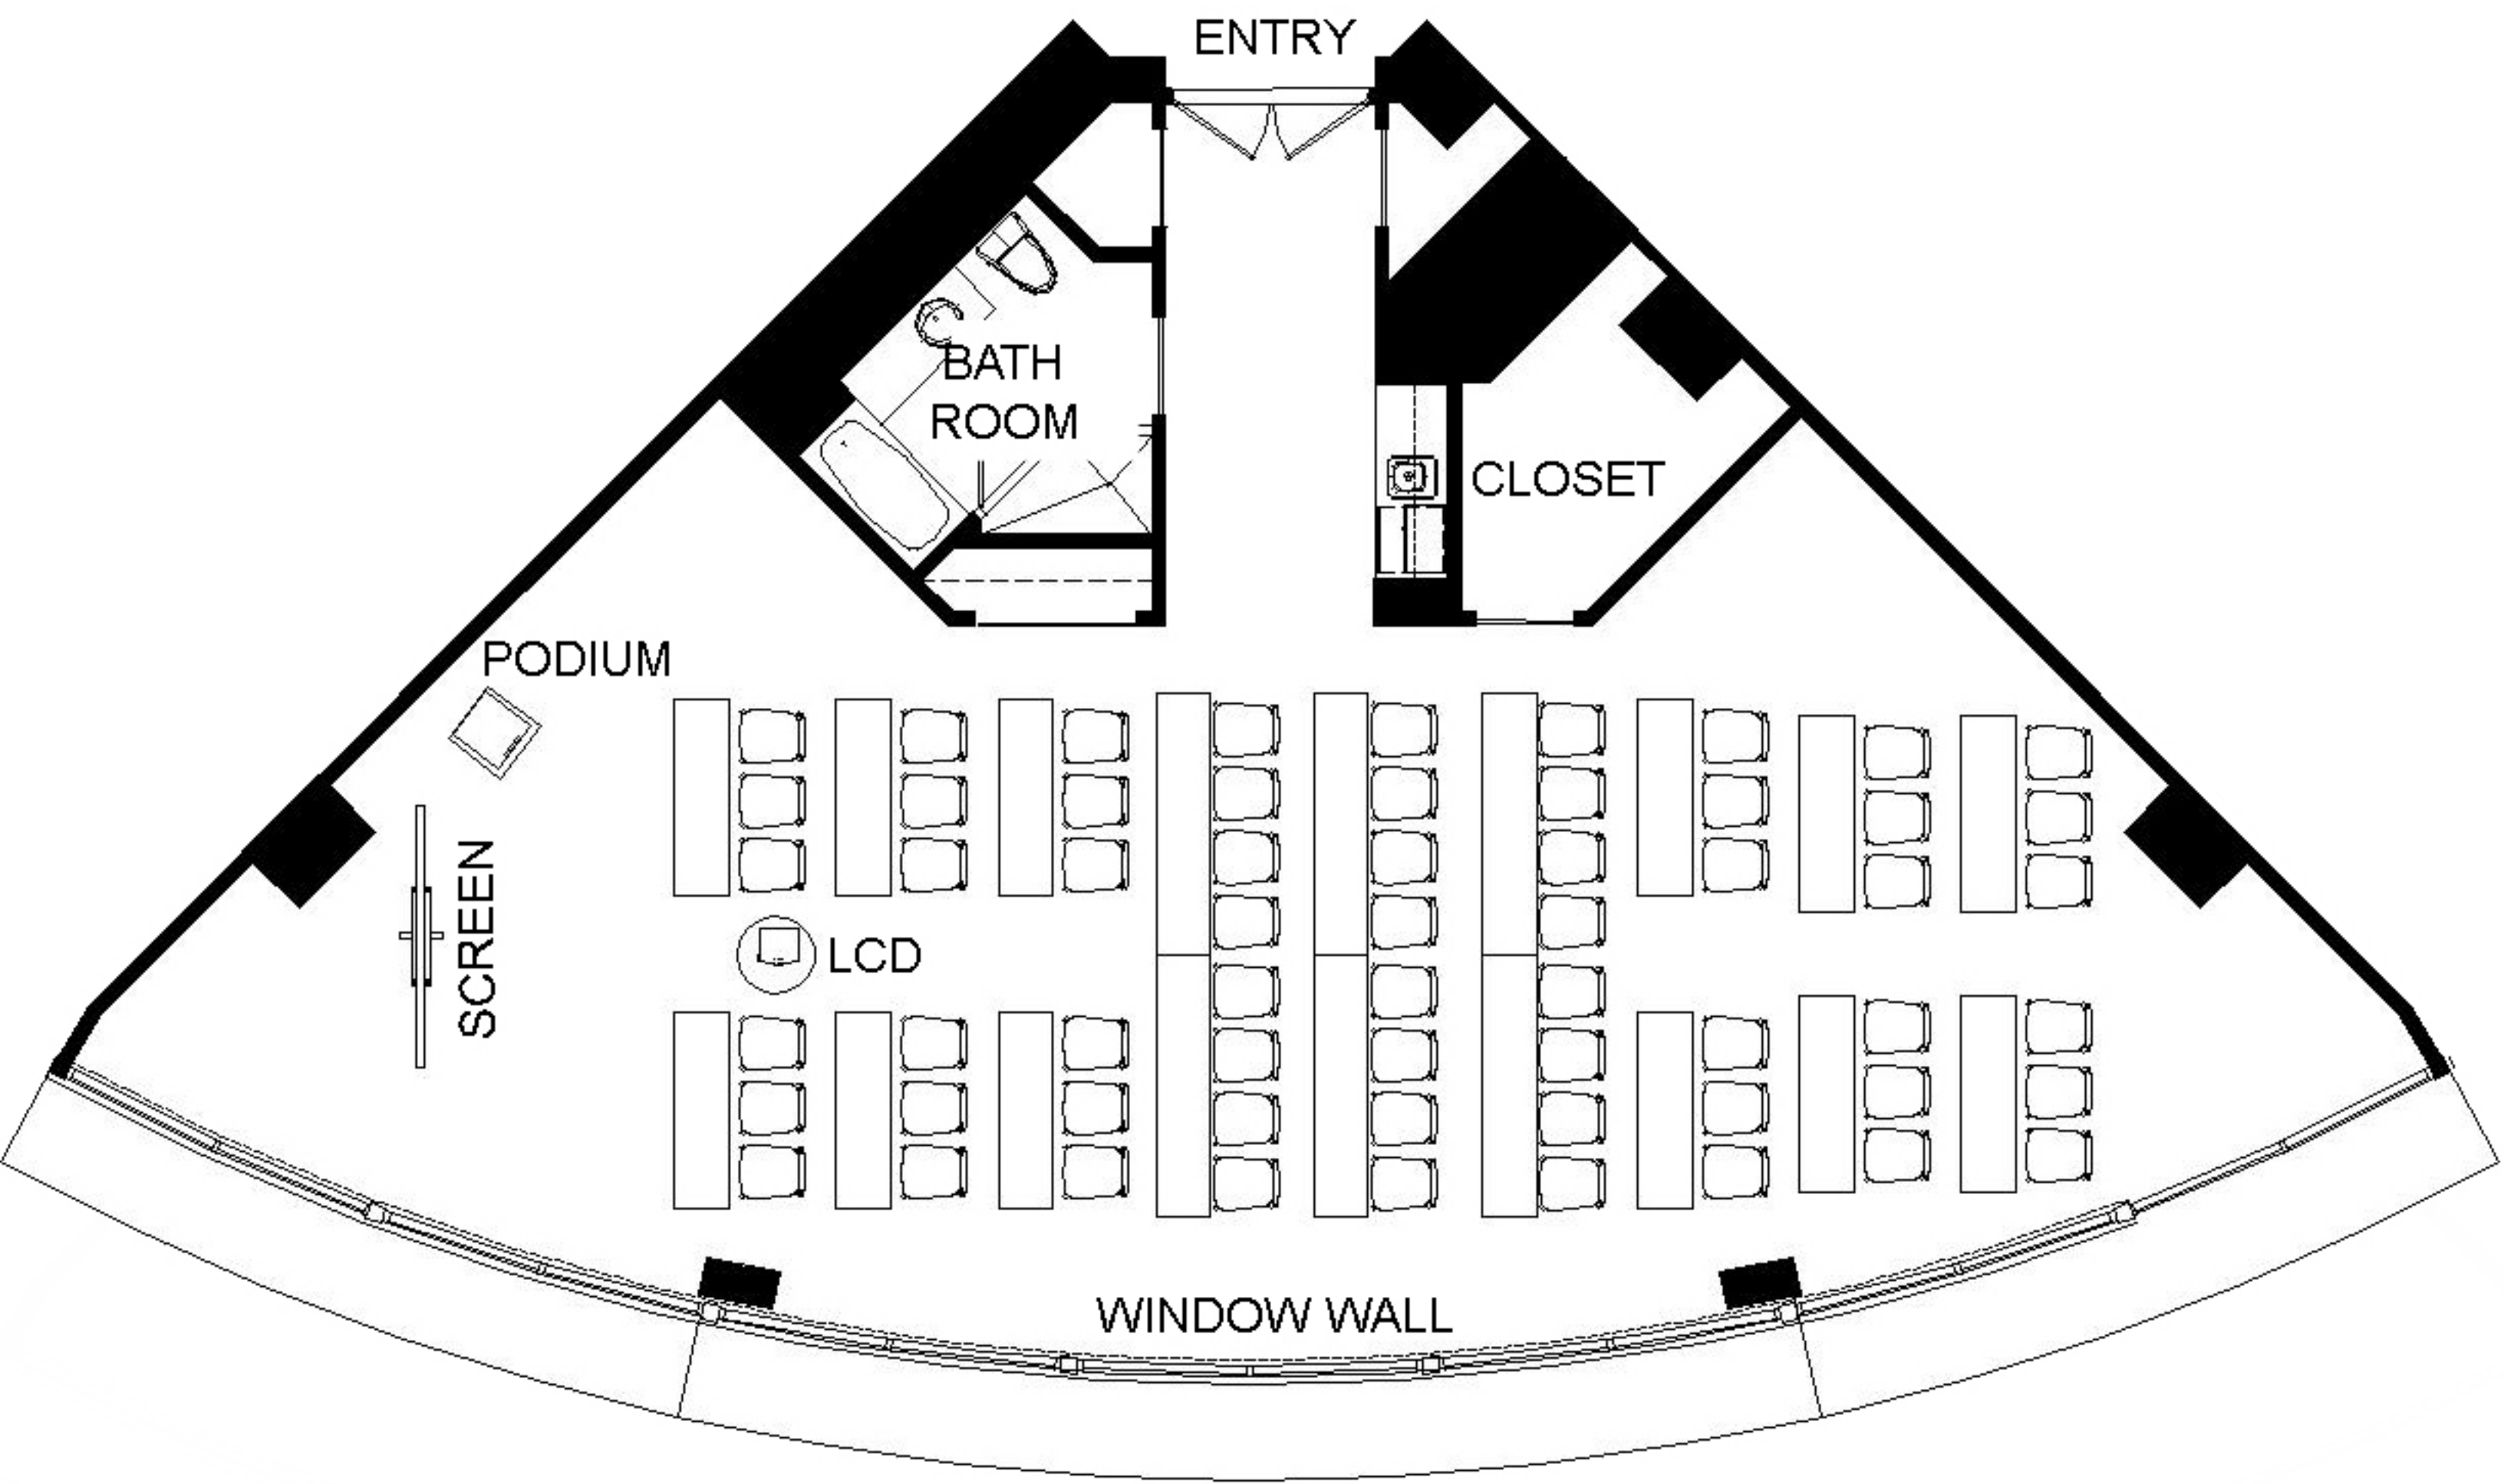 ENTRY
BATH
ROOM
CLOSET
PODIUM
SCREEN
LCD
WINDOW WALL